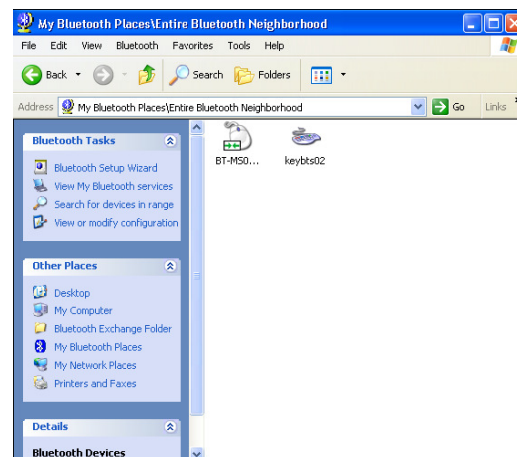 My Bluetooth Places\Entire Bluetooth Neighborhood
File Edit View Bluetooth Favorites Tools Help
Back Search Folders
Address My Bluetooth Places\Entire Bluetooth Neighborhood Go Links
Bluetooth Tasks
Bluetooth Setup Wizard
View My Bluetooth services
Search for devices in range
View or modify configuration
Other Places
Desktop
My Computer
Bluetooth Exchange Folder
My Bluetooth Places
My Network Places
Printers and Faxes
Details
Bluetooth Devices
BT-MS0... keybts02